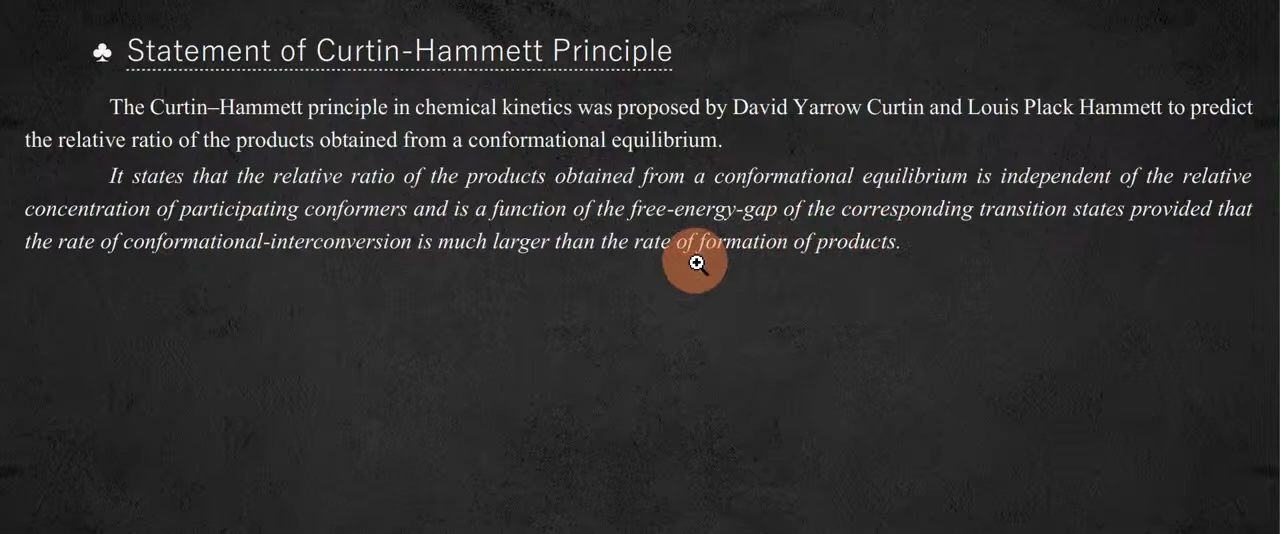 ♣ Statement of Curtin-Hammett Principle
The Curtin–Hammett principle in chemical kinetics was proposed by David Yarrow Curtin and Louis Plack Hammett to predict
the relative ratio of the products obtained from a conformational equilibrium.
It states that the relative ratio of the products obtained from a conformational equilibrium is independent of the relative
concentration of participating conformers and is a function of the free-energy-gap of the corresponding transition states provided that
the rate of conformational-interconversion is much larger than the rate of formation of products.